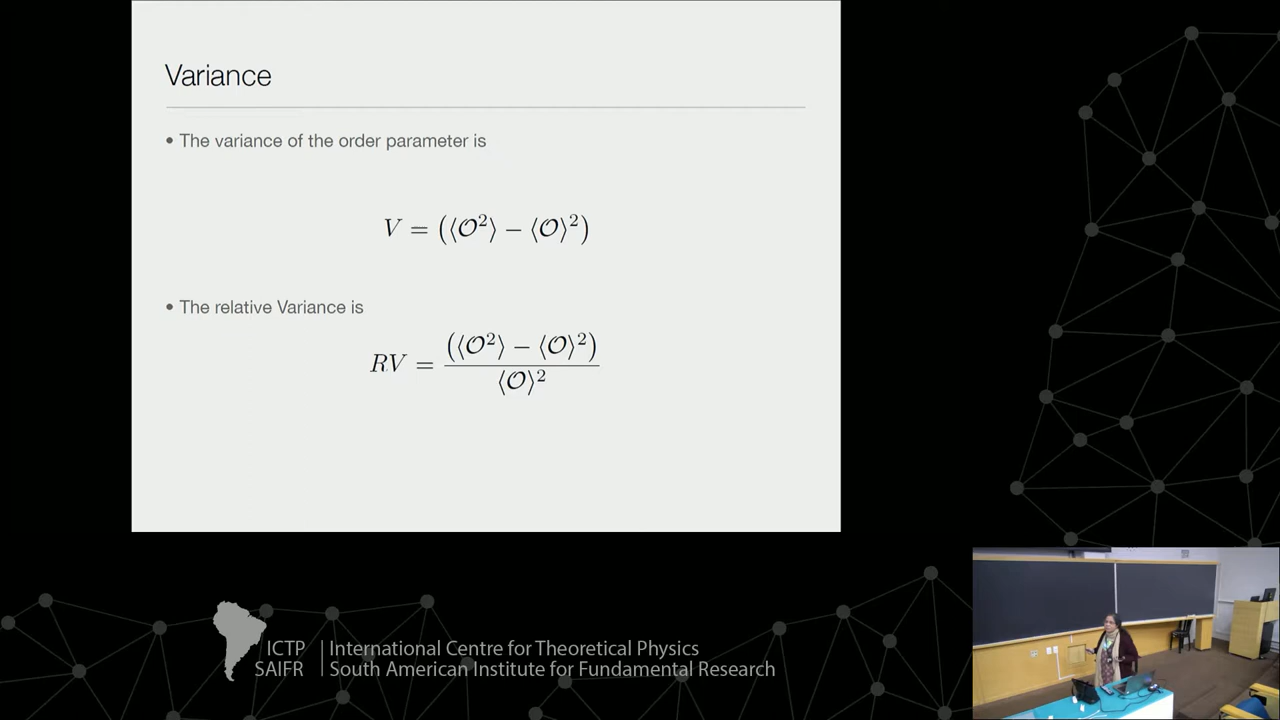 Variance
• The variance of the order parameter is
V = (⟨𝒪²⟩ − ⟨𝒪⟩²)
• The relative Variance is
RV = (⟨𝒪²⟩ − ⟨𝒪⟩²) / ⟨𝒪⟩²
ICTP | International Centre for Theoretical Physics
SAIFR | South American Institute for Fundamental Research